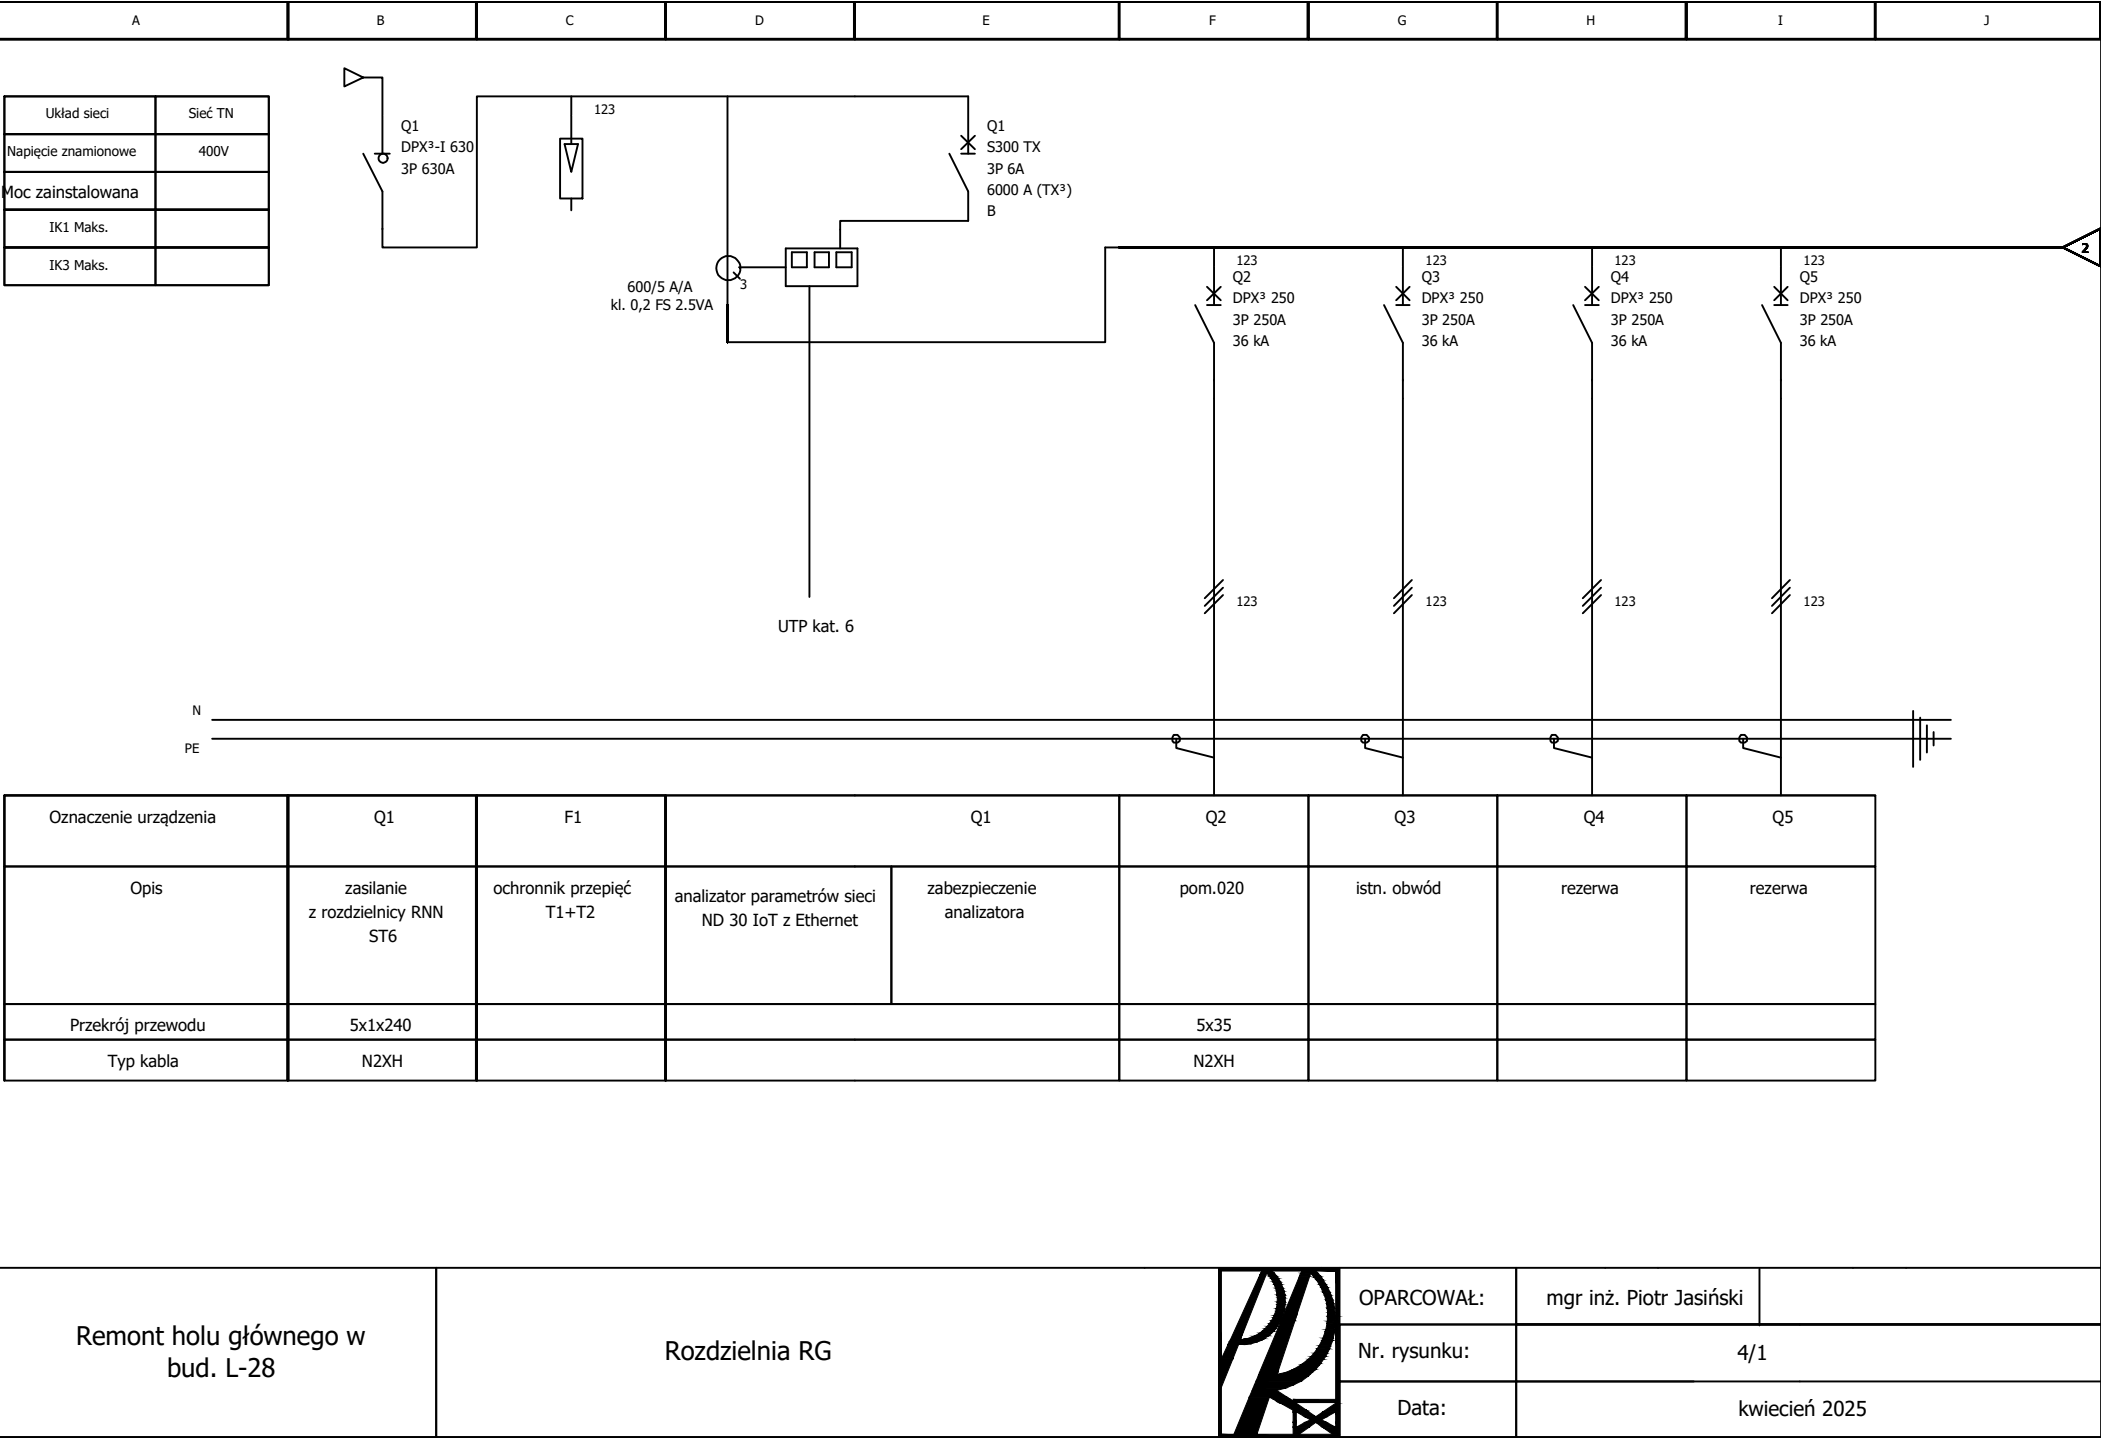 A B C D E F G H I J
Układ sieci Sieć TN
Napięcie znamionowe 400V
Moc zainstalowana
IK1 Maks.
IK3 Maks.
Q1
DPX³-I 630
3P 630A
123
Q1
S300 TX
3P 6A
6000 A (TX³)
B
600/5 A/A
kl. 0,2 FS 2.5VA
3
UTP kat. 6
123
Q2
DPX³ 250
3P 250A
36 kA
123
Q3
DPX³ 250
3P 250A
36 kA
123
Q4
DPX³ 250
3P 250A
36 kA
123
Q5
DPX³ 250
3P 250A
36 kA
2
123 123 123 123
N
PE
Oznaczenie urządzenia Q1 F1 Q1 Q2 Q3 Q4 Q5
Opis
zasilanie
z rozdzielnicy RNN
ST6
ochronnik przepięć
T1+T2
analizator parametrów sieci
ND 30 IoT z Ethernet
zabezpieczenie
analizatora
pom.020
istn. obwód
rezerwa
rezerwa
Przekrój przewodu 5x1x240 5x35
Typ kabla N2XH N2XH
Remont holu głównego w
bud. L-28
Rozdzielnia RG
OPARCOWAŁ: mgr inż. Piotr Jasiński
Nr. rysunku: 4/1
Data: kwiecień 2025